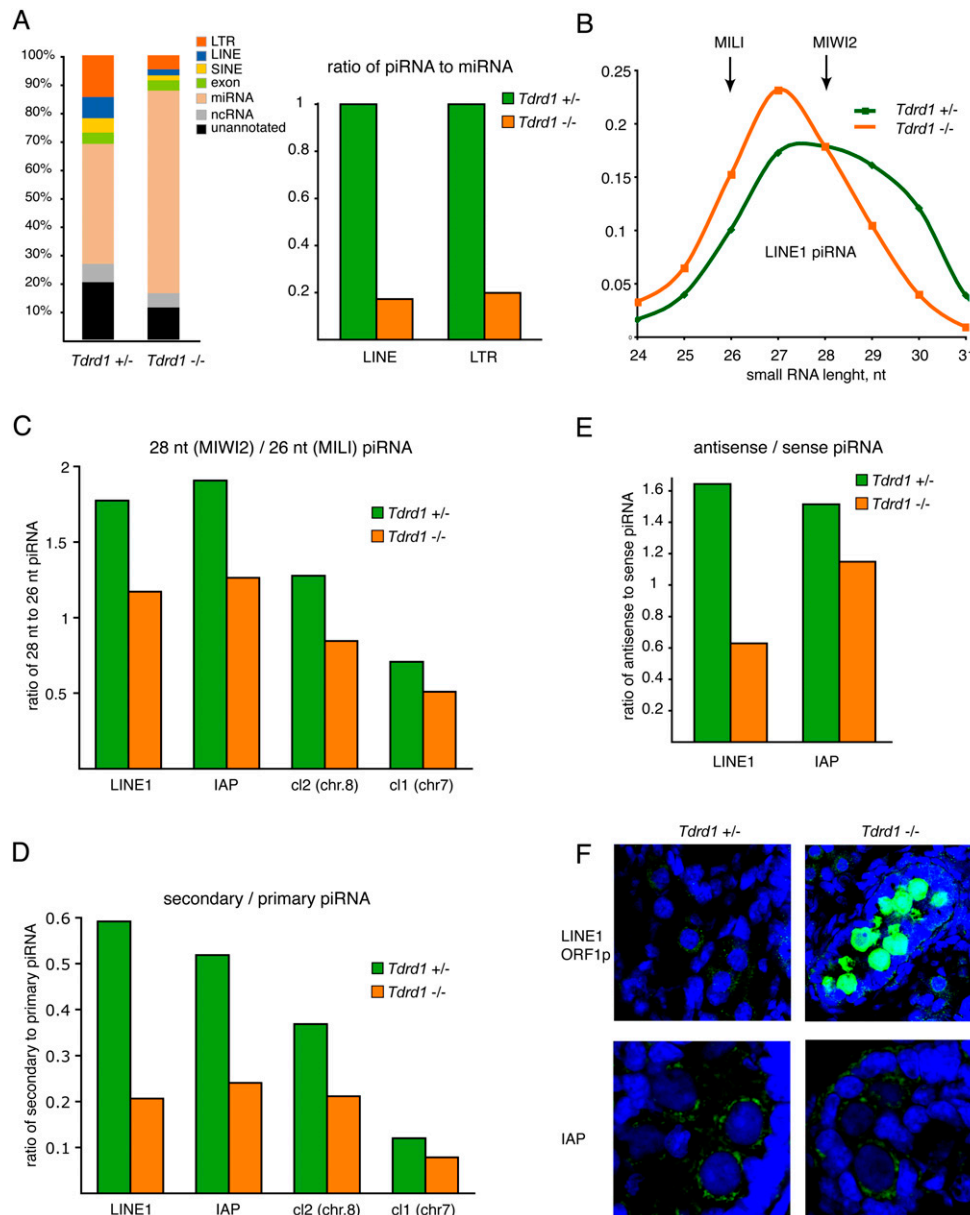 A
100%
90%
80%
70%
60%
50%
40%
30%
20%
10%
LTR
LINE
SINE
exon
miRNA
ncRNA
unannotated
Tdrd1 +/-
Tdrd1 -/-
ratio of piRNA to miRNA
Tdrd1 +/-
Tdrd1 -/-
1
0.8
0.6
0.4
0.2
LINE
LTR
B
MILI
MIWI2
0.25
0.2
0.15
0.1
0.05
0
Tdrd1 +/-
Tdrd1 -/-
LINE1 piRNA
24 25 26 27 28 29 30 31
small RNA lenght, nt
C
28 nt (MIWI2) / 26 nt (MILI) piRNA
ratio of 28 nt to 26 nt piRNA
2
1.5
1
0.5
Tdrd1 +/-
Tdrd1 -/-
LINE1
IAP
cl2 (chr.8)
cl1 (chr7)
E
antisense / sense piRNA
ratio of antisense to sense piRNA
1.6
1.4
1.2
1
0.8
0.6
0.4
0.2
Tdrd1 +/-
Tdrd1 -/-
LINE1
IAP
D
secondary / primary piRNA
ratio of secondary to primary piRNA
0.6
0.5
0.4
0.3
0.2
0.1
Tdrd1 +/-
Tdrd1 -/-
LINE1
IAP
cl2 (chr.8)
cl1 (chr7)
F
Tdrd1 +/-
Tdrd1 -/-
LINE1
ORF1p
IAP